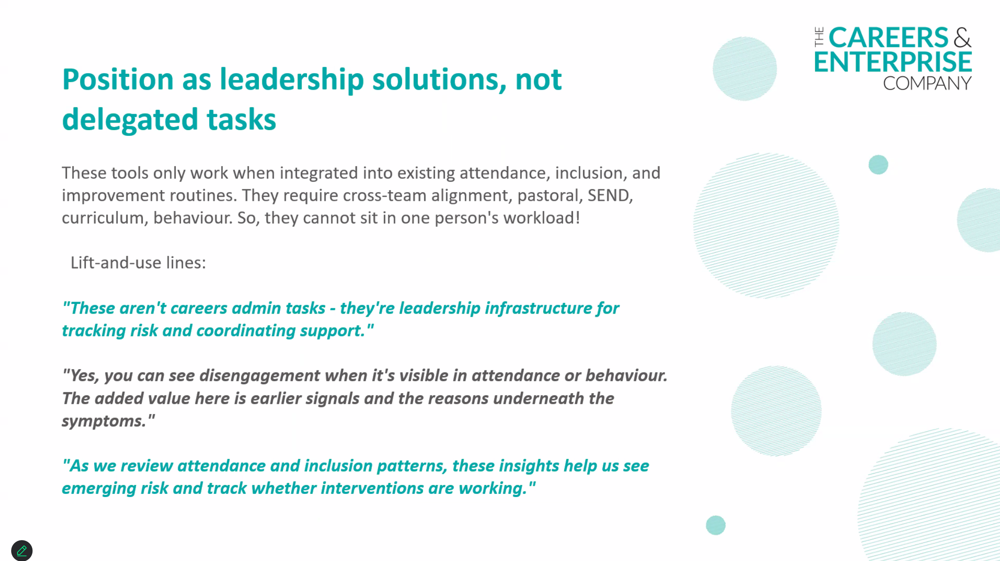 THE CAREERS &
ENTERPRISE
COMPANY
Position as leadership solutions, not
delegated tasks
These tools only work when integrated into existing attendance, inclusion, and
improvement routines. They require cross-team alignment, pastoral, SEND,
curriculum, behaviour. So, they cannot sit in one person's workload!
Lift-and-use lines:
"These aren't careers admin tasks - they're leadership infrastructure for
tracking risk and coordinating support."
"Yes, you can see disengagement when it's visible in attendance or behaviour.
The added value here is earlier signals and the reasons underneath the
symptoms."
"As we review attendance and inclusion patterns, these insights help us see
emerging risk and track whether interventions are working."